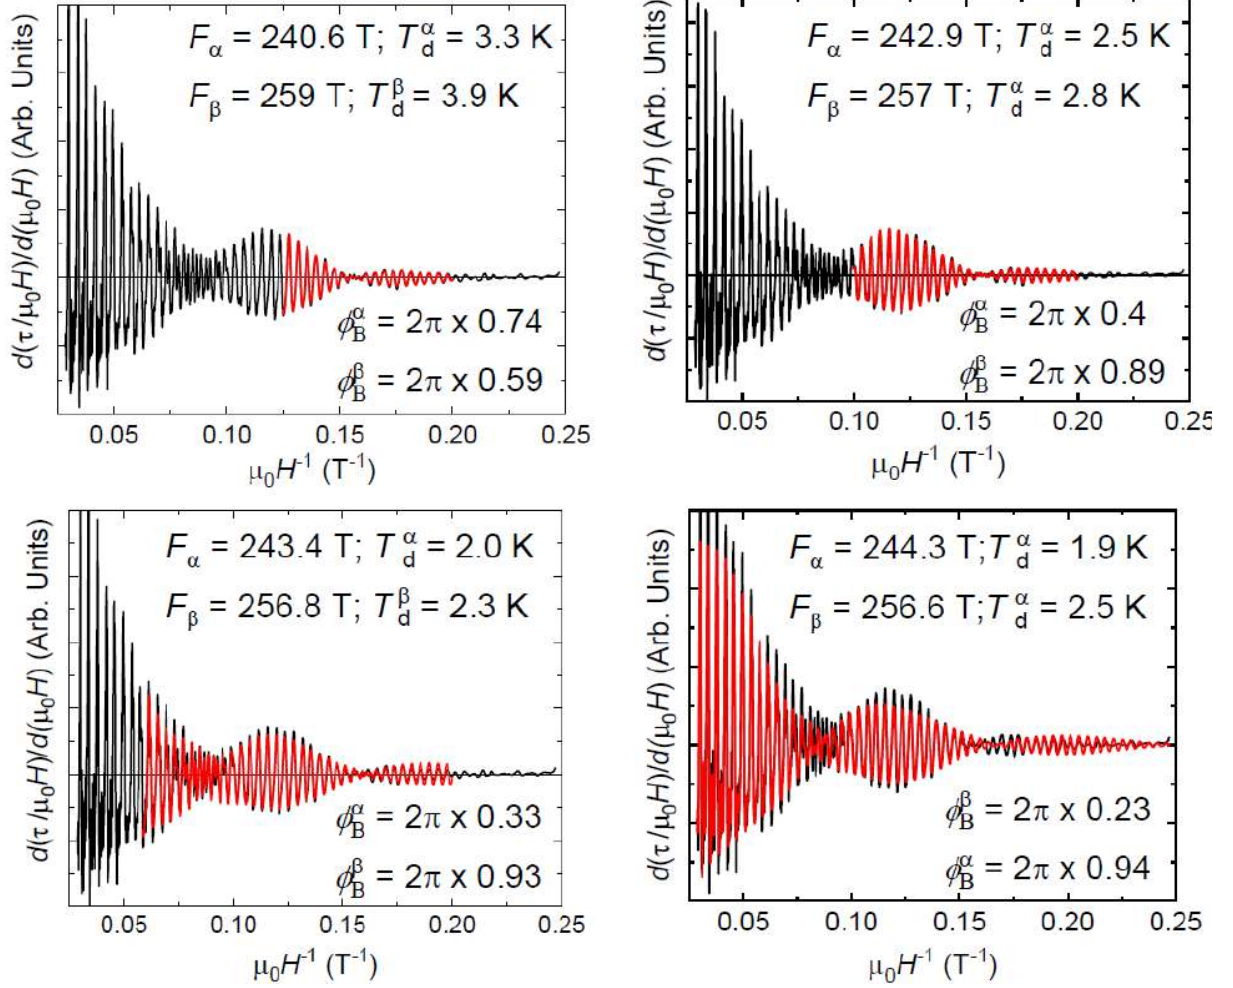 F_α = 240.6 T; T_d^α = 3.3 K
F_β = 259 T; T_d^β = 3.9 K
d(τ/μ₀H)/d(μ₀H) (Arb. Units)
ϕ_B^α = 2π x 0.74
ϕ_B^β = 2π x 0.59
0.05 0.10 0.15 0.20 0.25
μ₀H⁻¹ (T⁻¹)
F_α = 242.9 T; T_d^α = 2.5 K
F_β = 257 T; T_d^α = 2.8 K
d(τ/μ₀H)/d(μ₀H) (Arb. Units)
ϕ_B^α = 2π x 0.4
ϕ_B^β = 2π x 0.89
0.05 0.10 0.15 0.20 0.25
μ₀H⁻¹ (T⁻¹)
F_α = 243.4 T; T_d^α = 2.0 K
F_β = 256.8 T; T_d^β = 2.3 K
d(τ/μ₀H)/d(μ₀H) (Arb. Units)
ϕ_B^α = 2π x 0.33
ϕ_B^β = 2π x 0.93
0.05 0.10 0.15 0.20 0.25
μ₀H⁻¹ (T⁻¹)
F_α = 244.3 T; T_d^α = 1.9 K
F_β = 256.6 T; T_d^α = 2.5 K
d(τ/μ₀H)/d(μ₀H) (Arb. Units)
ϕ_B^β = 2π x 0.23
ϕ_B^α = 2π x 0.94
0.05 0.10 0.15 0.20 0.25
μ₀H⁻¹ (T⁻¹)